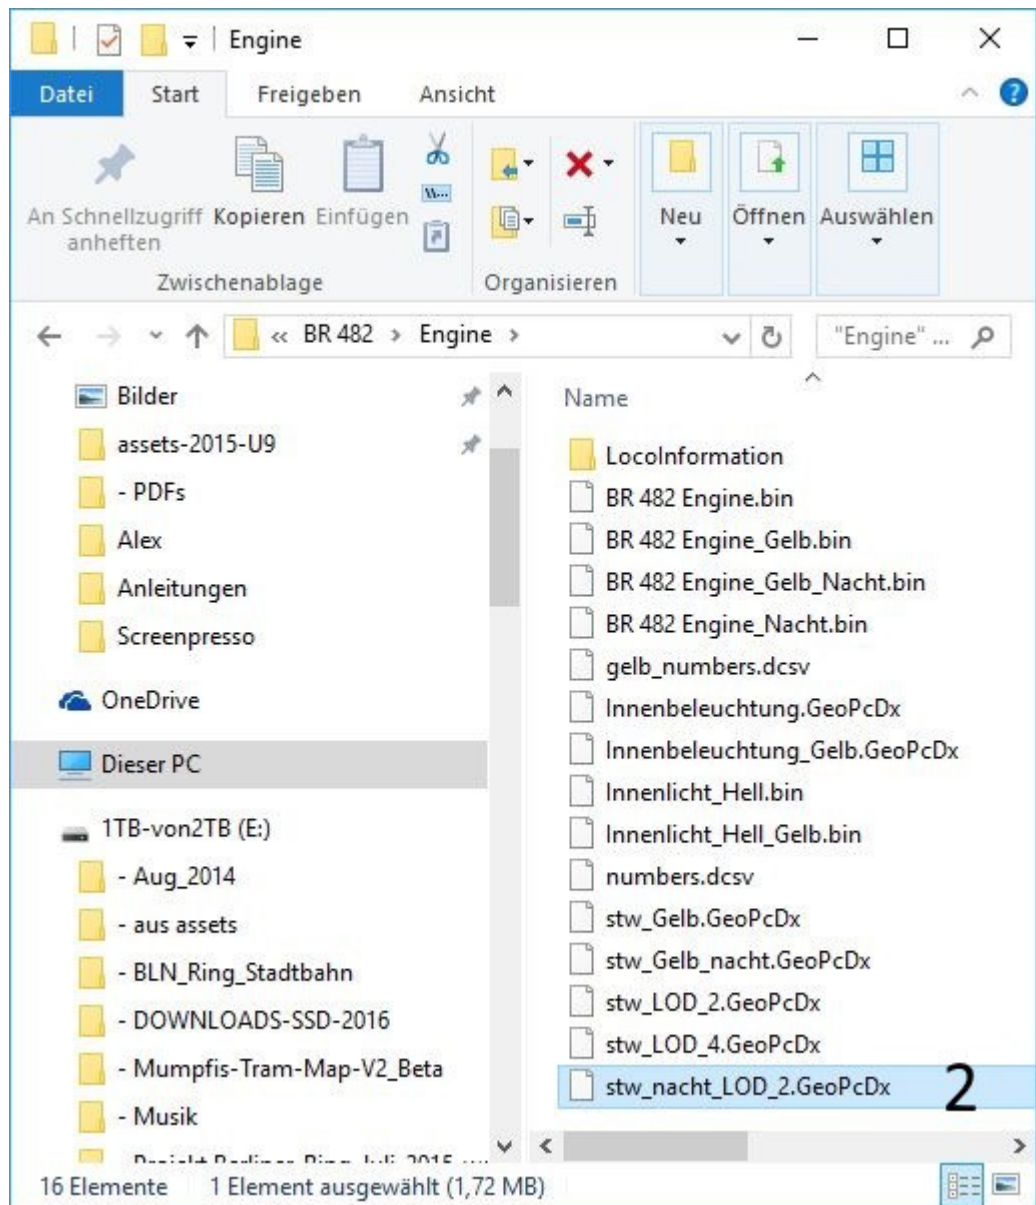 Engine
Datei Start Freigeben Ansicht
An Schnellzugriff anheften
Kopieren
Einfügen
Neu
Öffnen
Auswählen
Zwischenablage
Organisieren
« BR 482 > Engine >
"Engine" ...
Bilder
assets-2015-U9
- PDFs
Alex
Anleitungen
Screenpresso
OneDrive
Dieser PC
1TB-von2TB (E:)
- Aug_2014
- aus assets
- BLN_Ring_Stadtbahn
- DOWNLOADS-SSD-2016
- Mumpfis-Tram-Map-V2_Beta
- Musik
Name
LocoInformation
BR 482 Engine.bin
BR 482 Engine_Gelb.bin
BR 482 Engine_Gelb_Nacht.bin
BR 482 Engine_Nacht.bin
gelb_numbers.dcsv
Innenbeleuchtung.GeoPcDx
Innenbeleuchtung_Gelb.GeoPcDx
Innenlicht_Hell.bin
Innenlicht_Hell_Gelb.bin
numbers.dcsv
stw_Gelb.GeoPcDx
stw_Gelb_nacht.GeoPcDx
stw_LOD_2.GeoPcDx
stw_LOD_4.GeoPcDx
stw_nacht_LOD_2.GeoPcDx 2
16 Elemente 1 Element ausgewählt (1,72 MB)